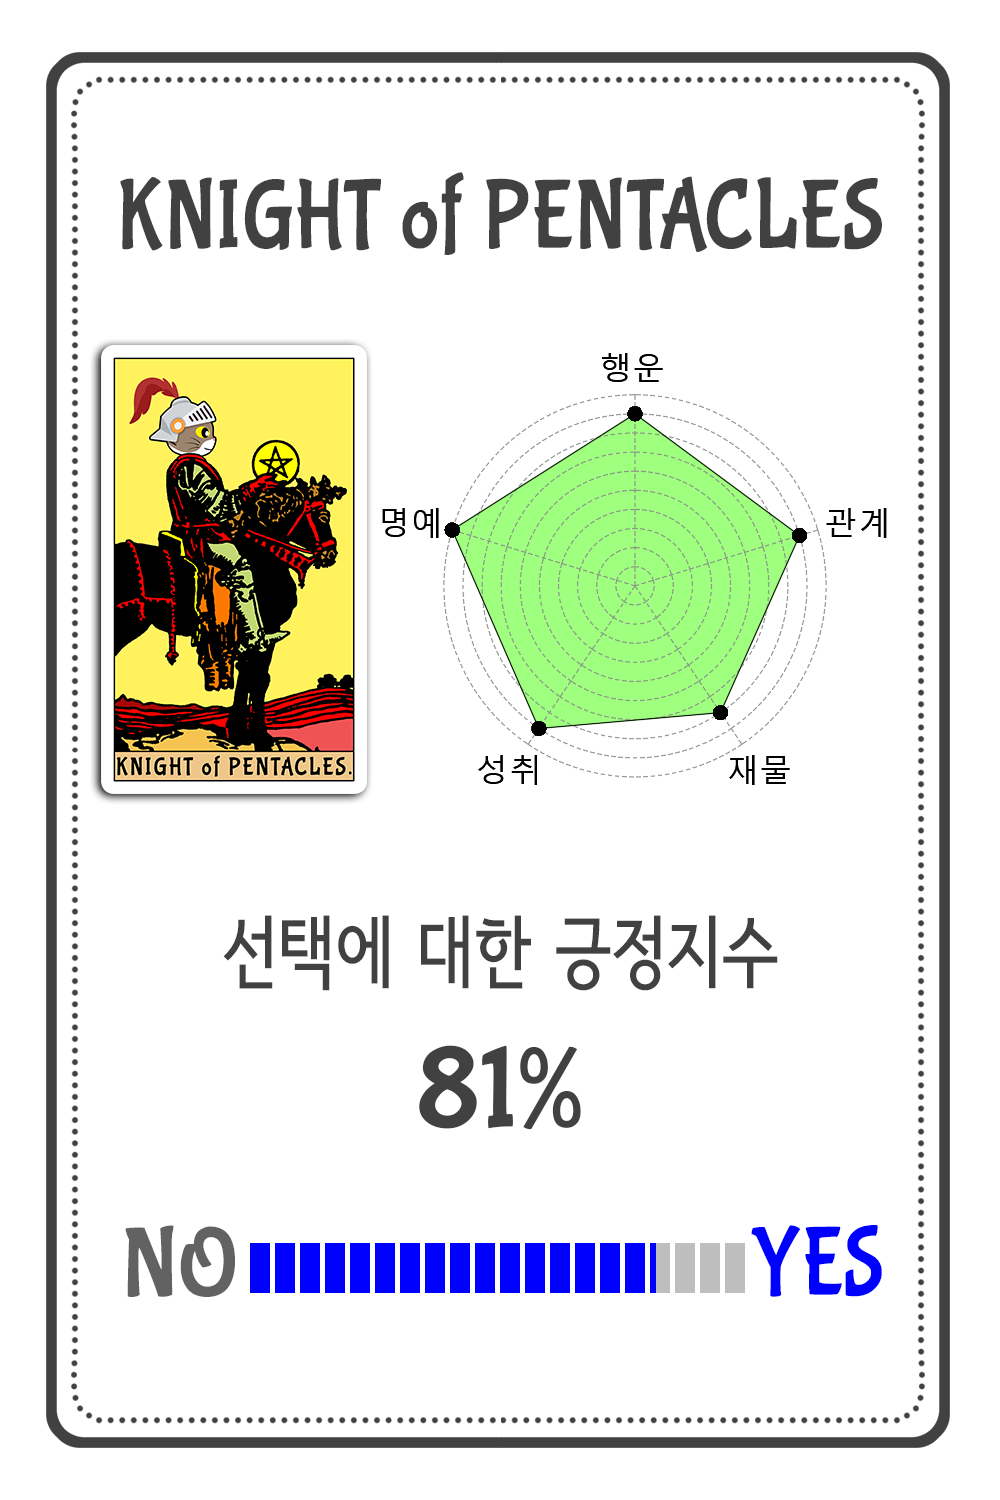 KNIGHT of PENTACLES
행운
명예
관계
성취
재물
KNIGHT of PENTACLES.
선택에 대한 긍정지수
81%
NO YES